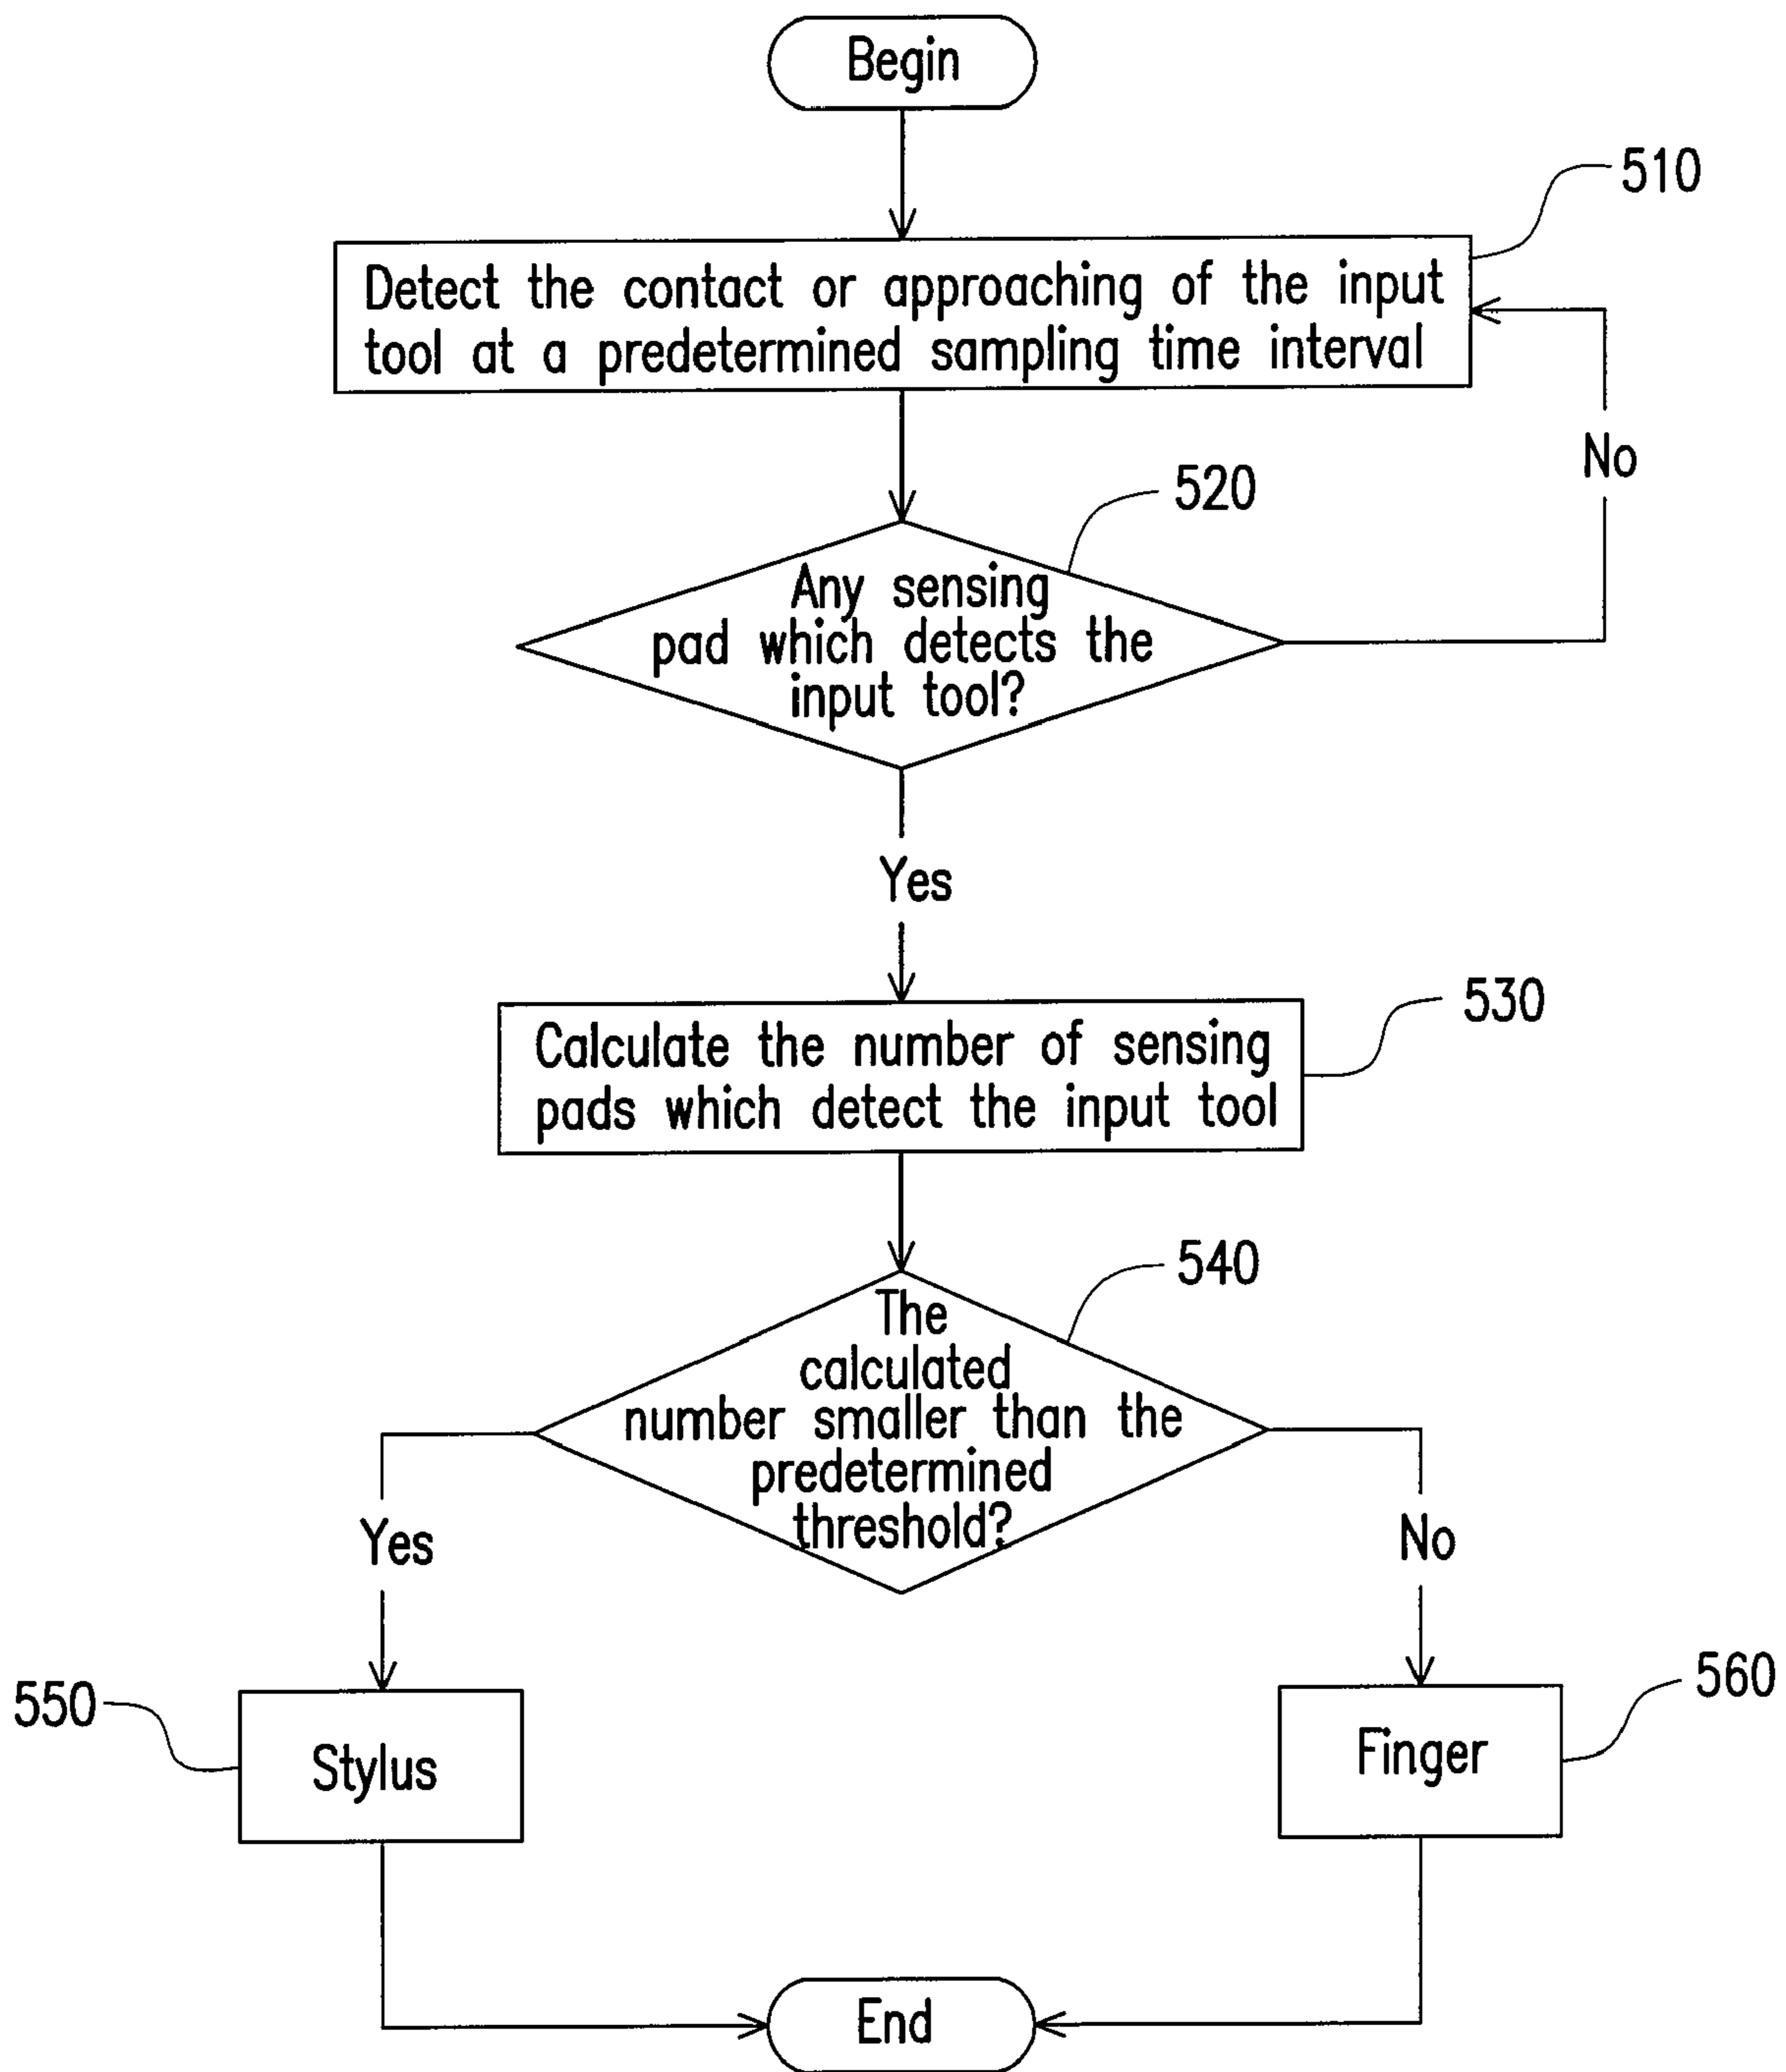 Begin
510
Detect the contact or approaching of the input
tool at a predetermined sampling time interval
No
520
Any sensing
pad which detects the
input tool?
Yes
530
Calculate the number of sensing
pads which detect the input tool
540
The
calculated
number smaller than the
predetermined
threshold?
Yes
No
550
Stylus
560
Finger
End